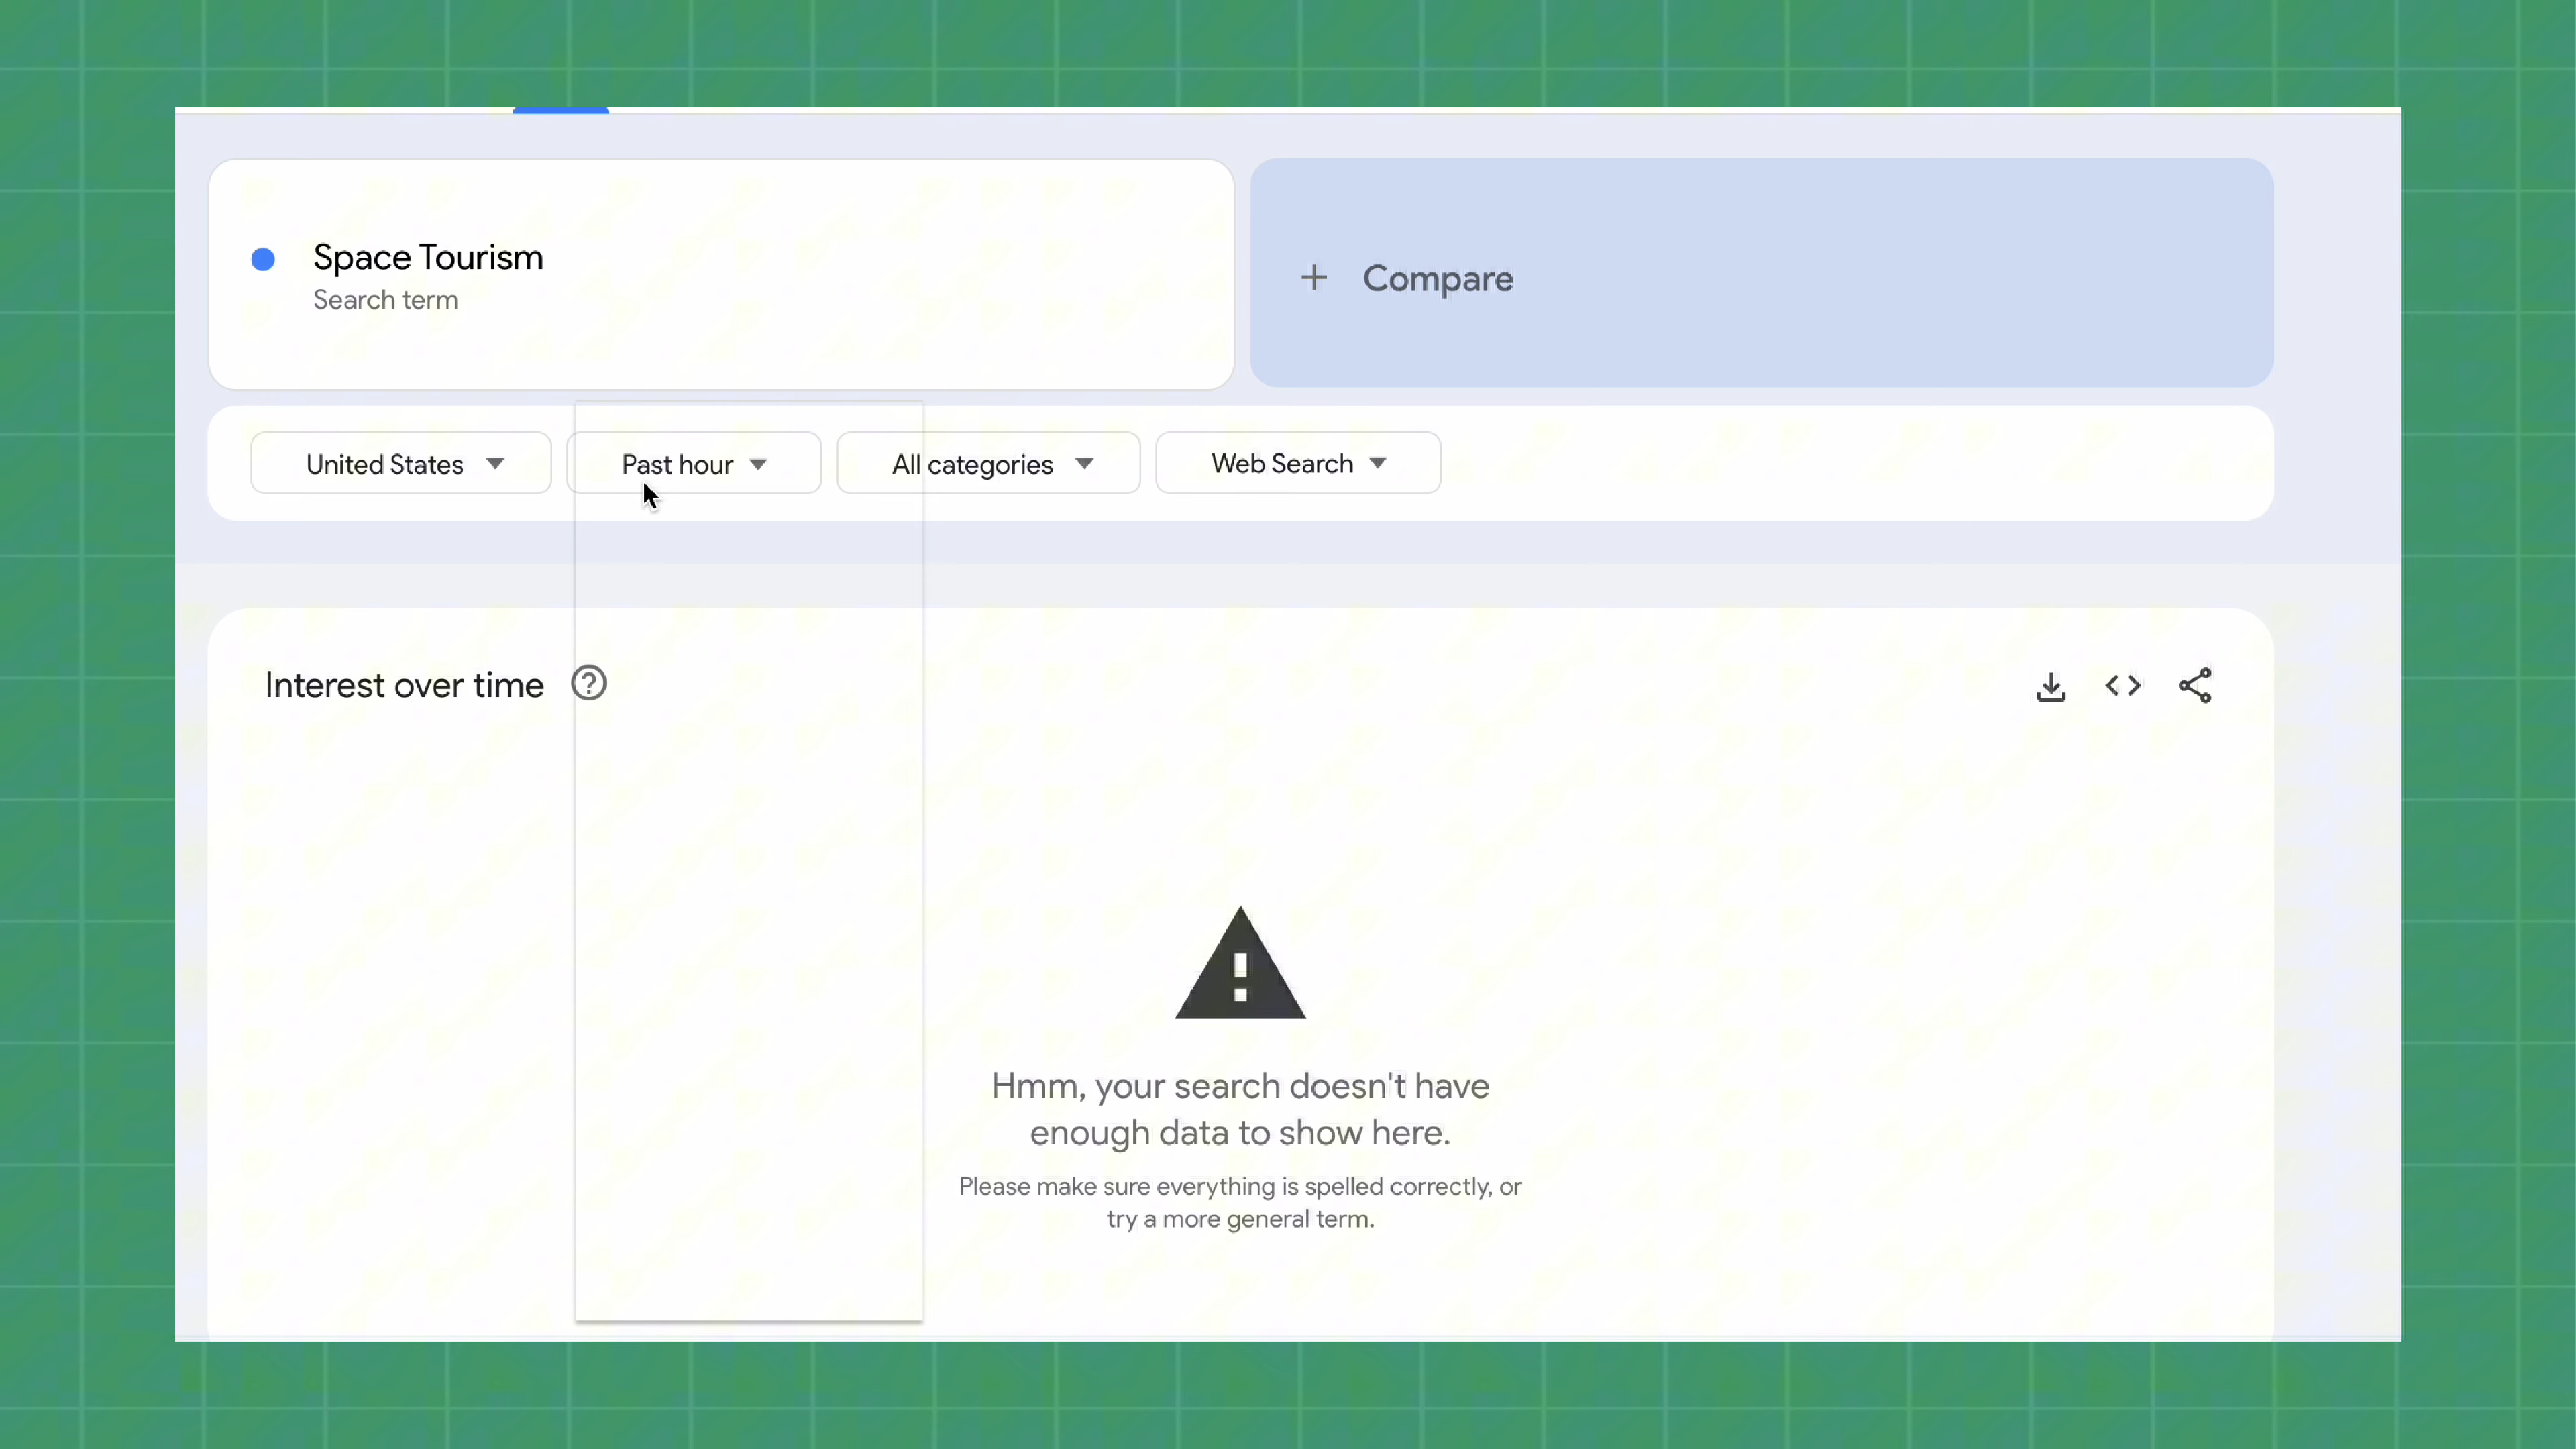 Space Tourism
Search term
+ Compare
United States
Past hour
All categories
Web Search
Interest over time
Hmm, your search doesn't have
enough data to show here.
Please make sure everything is spelled correctly, or
try a more general term.